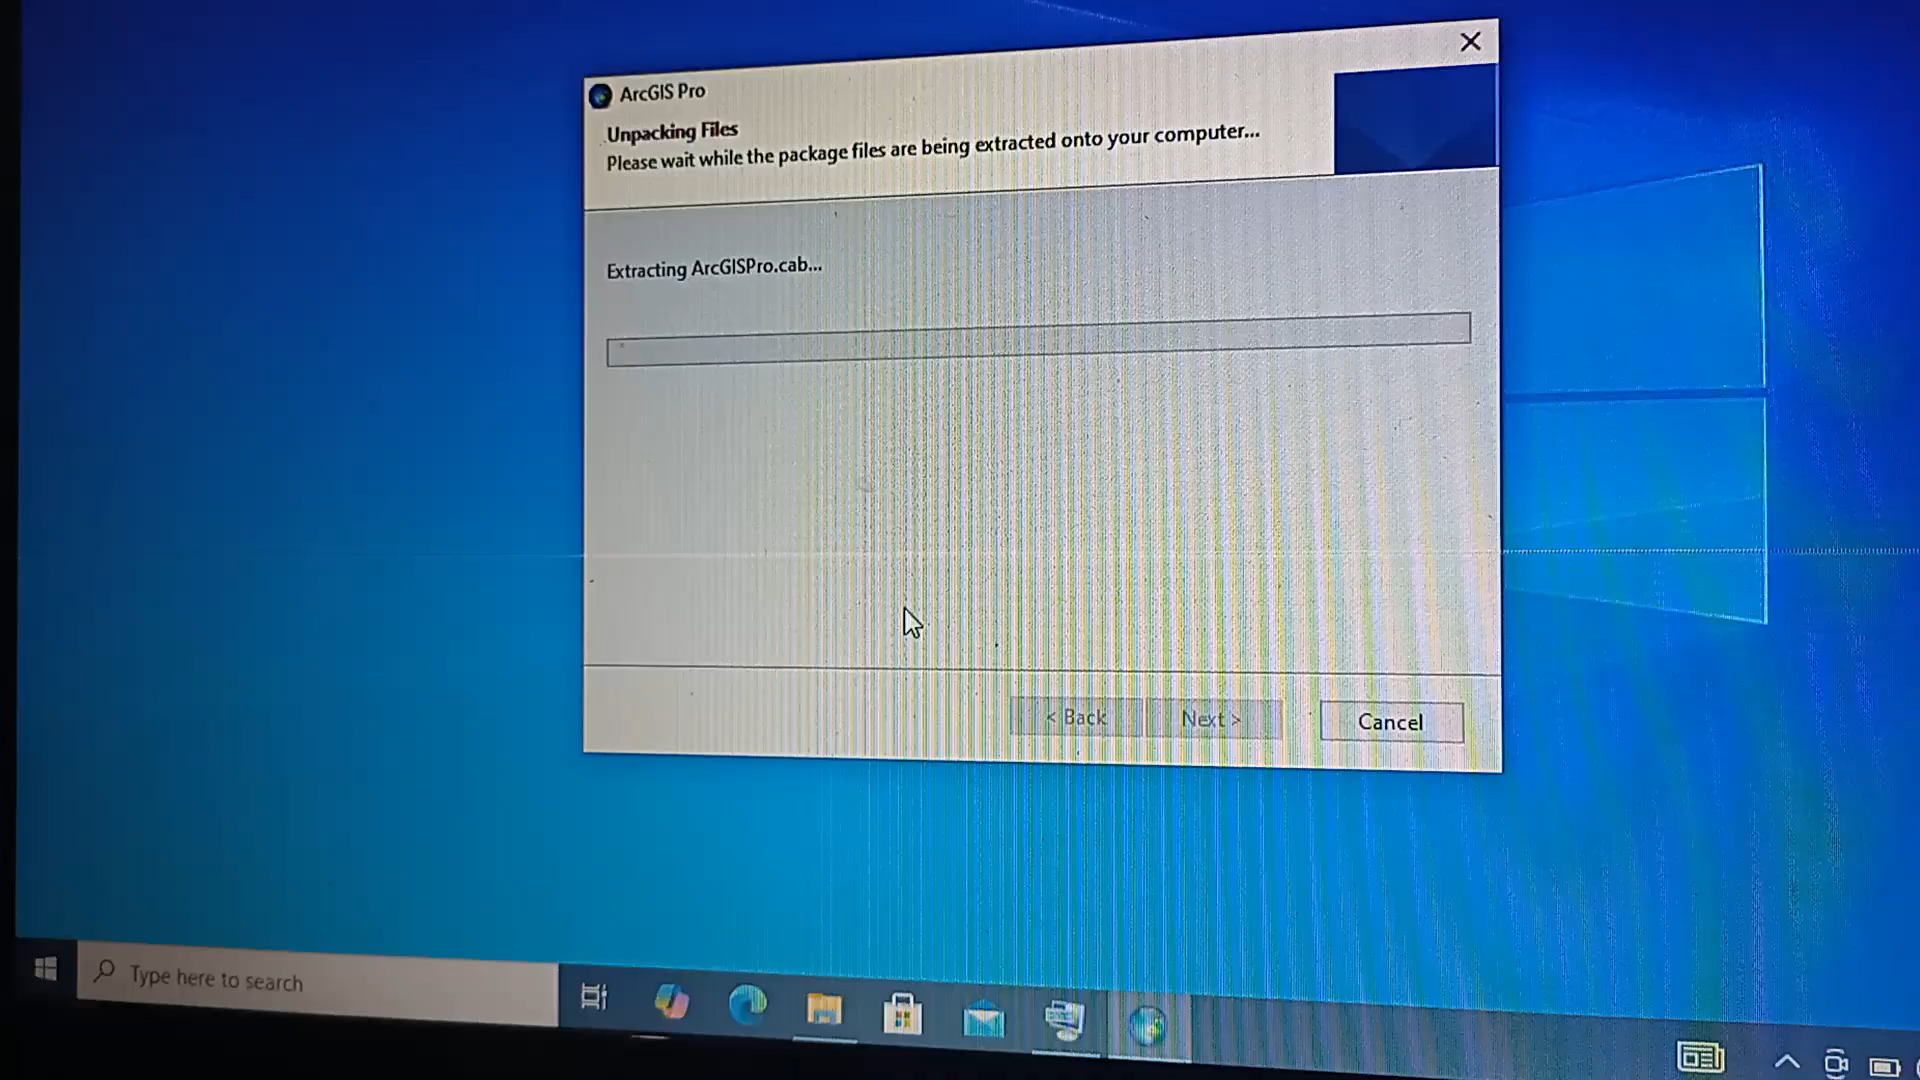 ArcGIS Pro
Unpacking Files
Please wait while the package files are being extracted onto your computer...
Extracting ArcGISPro.cab...
< Back
Next >
Cancel
Type here to search